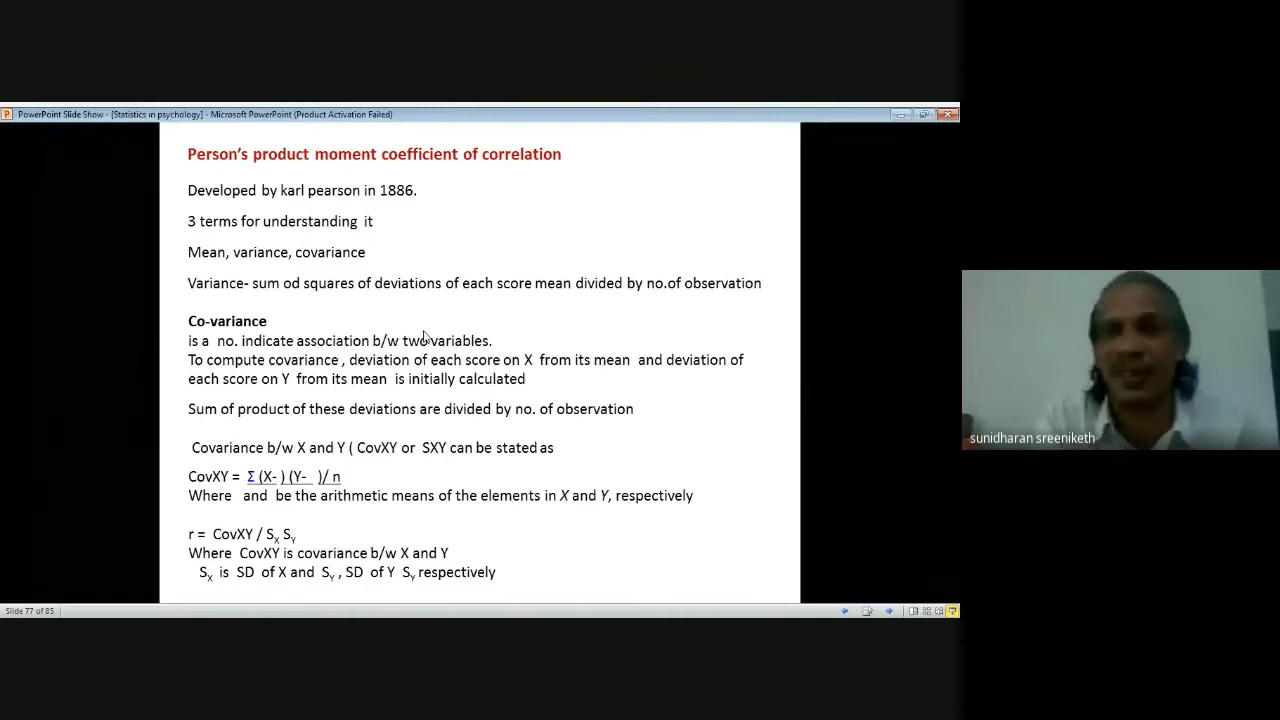 PowerPoint Slide Show - [Statistics in psychology] - Microsoft PowerPoint (Product Activation Failed)
Person’s product moment coefficient of correlation
Developed by karl pearson in 1886.
3 terms for understanding it
Mean, variance, covariance
Variance- sum od squares of deviations of each score mean divided by no.of observation
Co-variance
is a no. indicate association b/w two variables.
To compute covariance , deviation of each score on X from its mean and deviation of
each score on Y from its mean is initially calculated
Sum of product of these deviations are divided by no. of observation
Covariance b/w X and Y ( CovXY or SXY can be stated as
CovXY = Σ (X- ) (Y- )/ n
Where and be the arithmetic means of the elements in X and Y, respectively
r = CovXY / SX SY
Where CovXY is covariance b/w X and Y
SX is SD of X and SY , SD of Y SY respectively
Slide 77 of 85
sunidharan sreeniketh